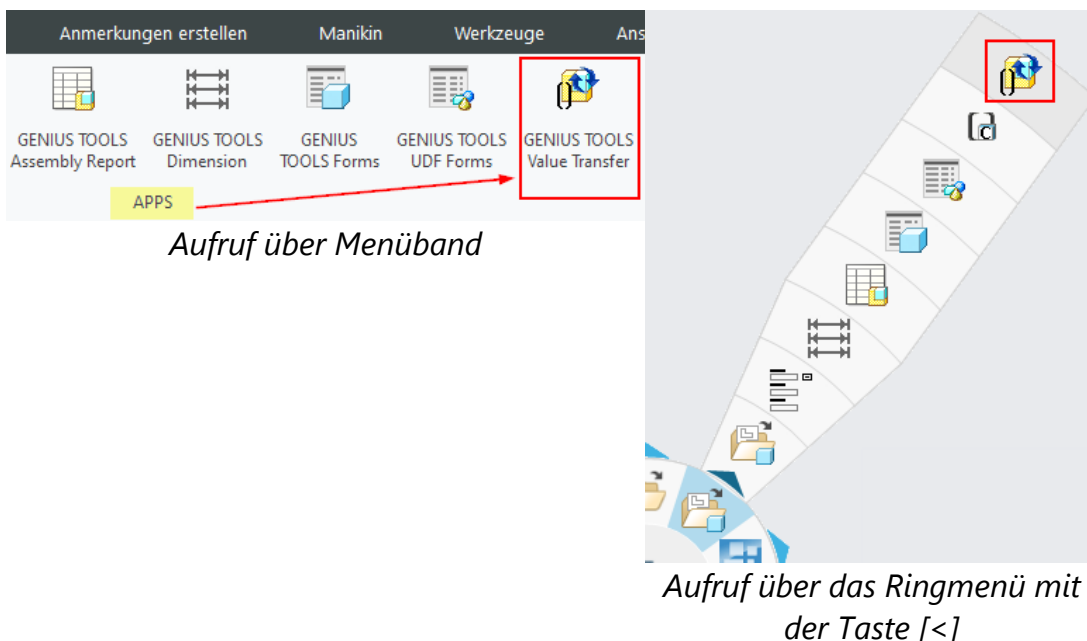 Anmerkungen erstellen Manikin Werkzeuge Ans
GENIUS TOOLS Assembly Report
GENIUS TOOLS Dimension
GENIUS TOOLS Forms
GENIUS TOOLS UDF Forms
GENIUS TOOLS Value Transfer
APPS
Aufruf über Menüband
Aufruf über das Ringmenü mit
der Taste [<]